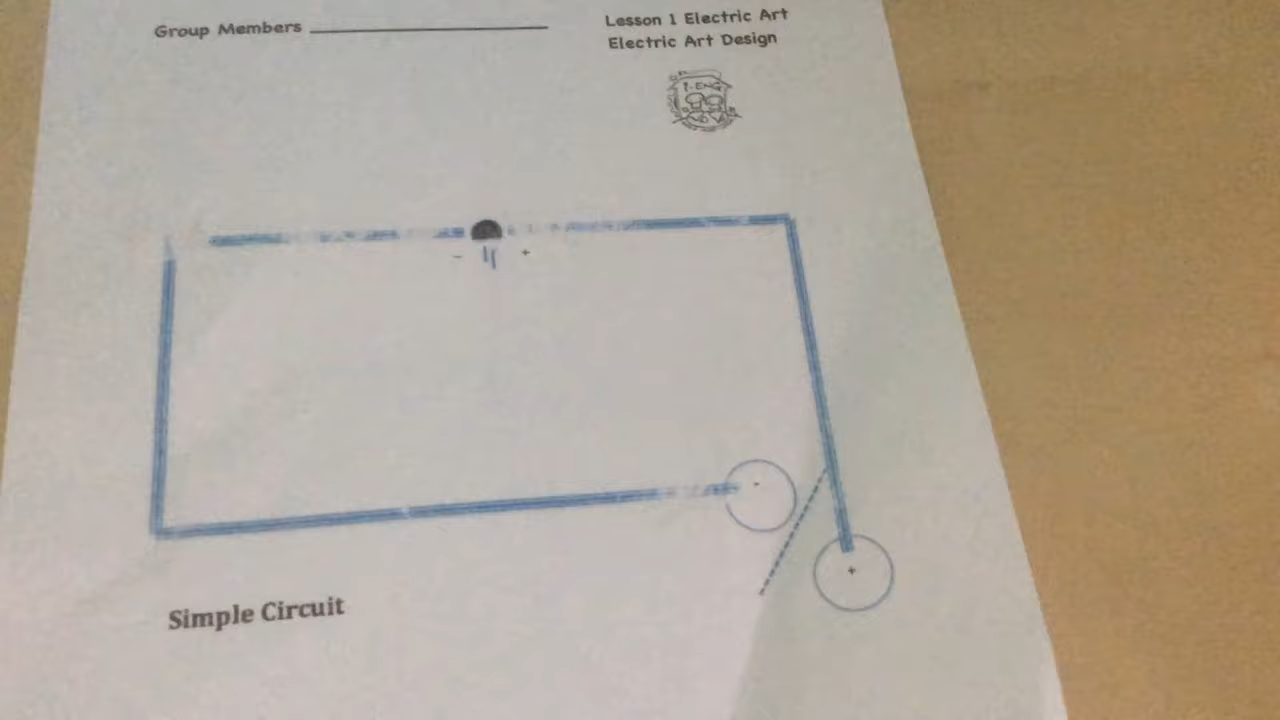 Group Members
Lesson 1 Electric Art
Electric Art Design
- +
-
+
Simple Circuit